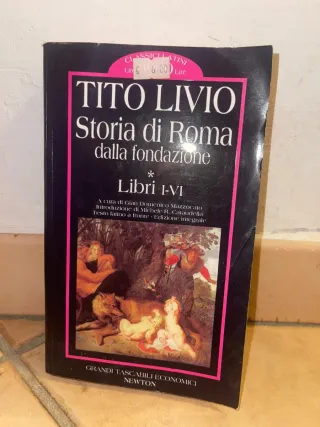 CLASSICI LATINI
TITO LIVIO
Storia di Roma
dalla fondazione
*
Libri I-VI
A cura di Gian Domenico Mazzocato
Introduzione di Michele R. Cataudella
Testo latino a fronte - Edizione integrale
GRANDI TASCABILI ECONOMICI
NEWTON